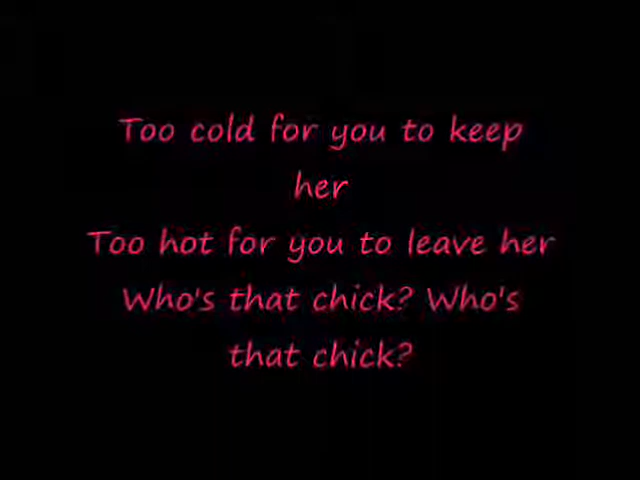 Too cold for you to keep
her
Too hot for you to leave her
Who's that chick? Who's
that chick?